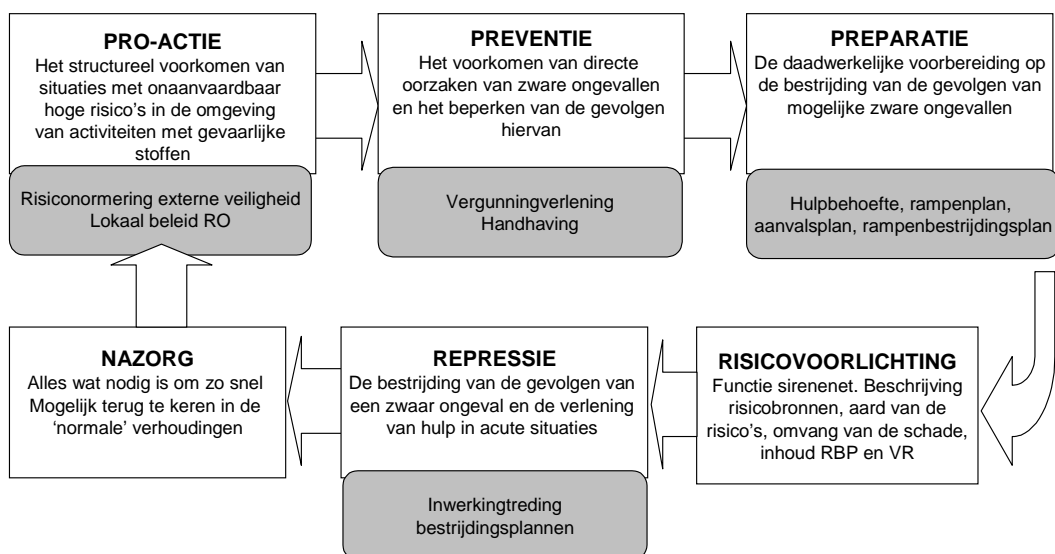 PRO-ACTIE
Het structureel voorkomen van
situaties met onaanvaardbaar
hoge risico's in de omgeving
van activiteiten met gevaarlijke
stoffen
Risiconormering externe veiligheid
Lokaal beleid RO
PREVENTIE
Het voorkomen van directe
oorzaken van zware ongevallen
en het beperken van de gevolgen
hiervan
Vergunningverlening
Handhaving
PREPARATIE
De daadwerkelijke voorbereiding op
de bestrijding van de gevolgen van
mogelijke zware ongevallen
Hulpbehoefte, rampenplan,
aanvalsplan, rampenbestrijdingsplan
RISICOVOORLICHTING
Functie sirenenet. Beschrijving
risicobronnen, aard van de
risico's, omvang van de schade,
inhoud RBP en VR
REPRESSIE
De bestrijding van de gevolgen van
een zwaar ongeval en de verlening
van hulp in acute situaties
Inwerkingtreding
bestrijdingsplannen
NAZORG
Alles wat nodig is om zo snel
Mogelijk terug te keren in de
'normale' verhoudingen